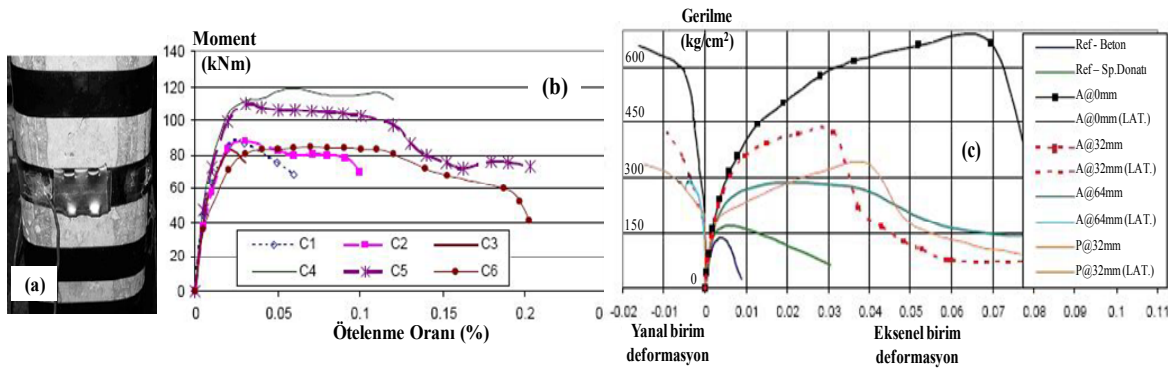 (a)
Moment
(kNm)
(b)
140
120
100
80
60
40
20
0
0
0.05
0.1
0.15
0.2
0
C1
C2
C3
C4
C5
C6
Ötelenme Oranı (%)
Gerilme
(kg/cm²)
(c)
600
450
300
150
0
-0.02
-0.01
0
0.01
0.02
0.03
0.04
0.05
0.06
0.07
0.08
0.09
0.1
0.11
Yanal birim
deformasyon
Eksenel birim
deformasyon
Ref - Beton
Ref – Sp.Donatı
A@0mm
A@0mm (LAT.)
A@32mm
A@32mm (LAT.)
A@64mm
A@64mm (LAT.)
P@32mm
P@32mm (LAT.)